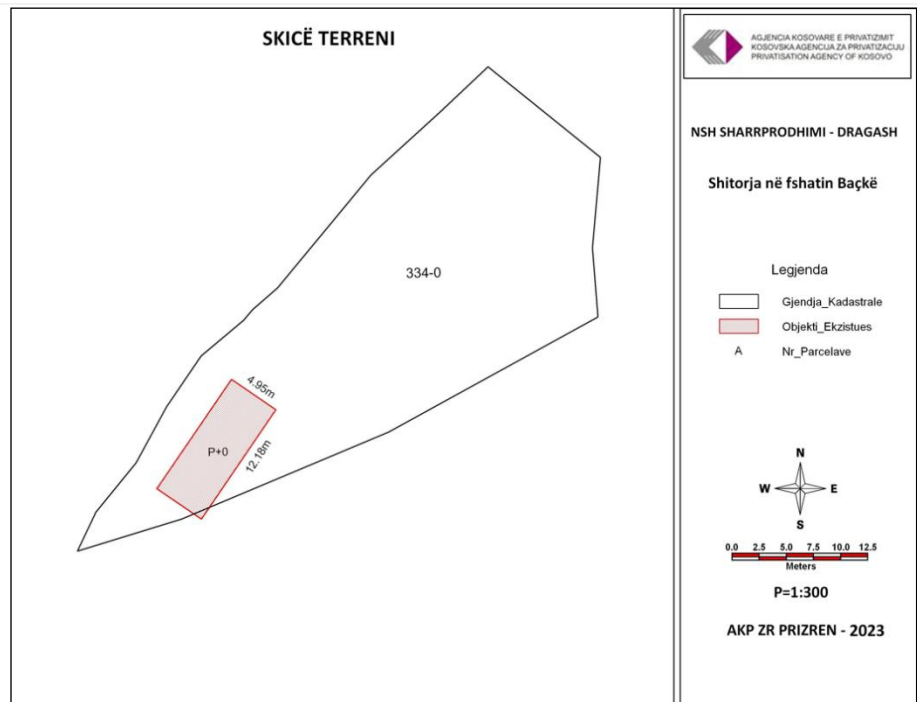 SKICË TERRENI
334-0
4.95m
12.18m
P+0
AGJENCIA KOSOVARE E PRIVATIZIMIT
KOSOVSKA AGENCIJA ZA PRIVATIZACIJU
PRIVATISATION AGENCY OF KOSOVO
NSH SHARRPRODHIMI - DRAGASH
Shitorja në fshatin Baçkë
Legjenda
Gjendja_Kadastrale
Objekti_Ekzistues
A Nr_Parcelave
N
W E
S
0.0 2.5 5.0 7.5 10.0 12.5
Meters
P=1:300
AKP ZR PRIZREN - 2023